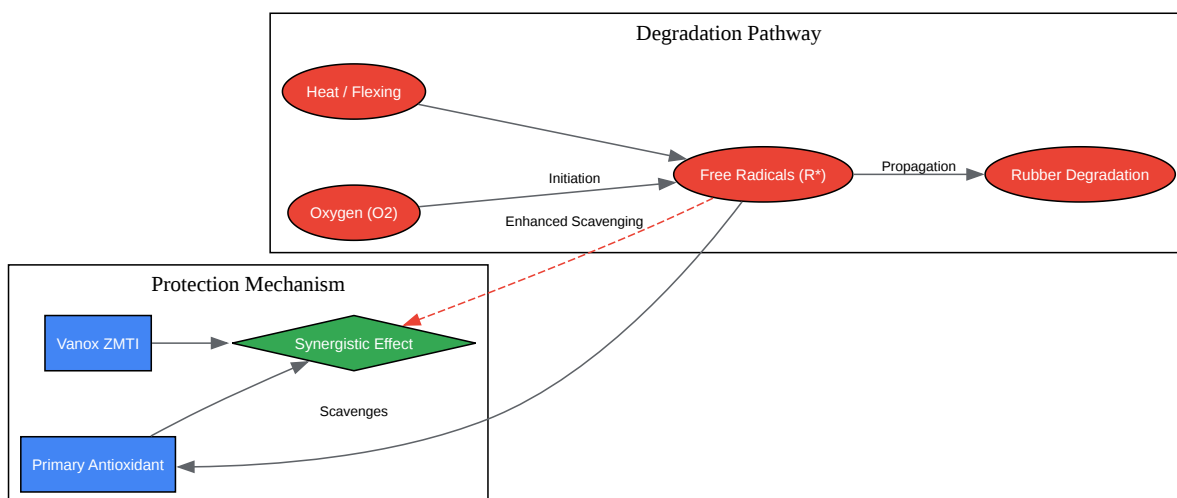 Degradation Pathway
Heat / Flexing
Free Radicals (R*)
Propagation
Rubber Degradation
Initiation
Oxygen (O2)
Enhanced Scavenging
Protection Mechanism
Vanox ZMTI
Synergistic Effect
Scavenges
Primary Antioxidant